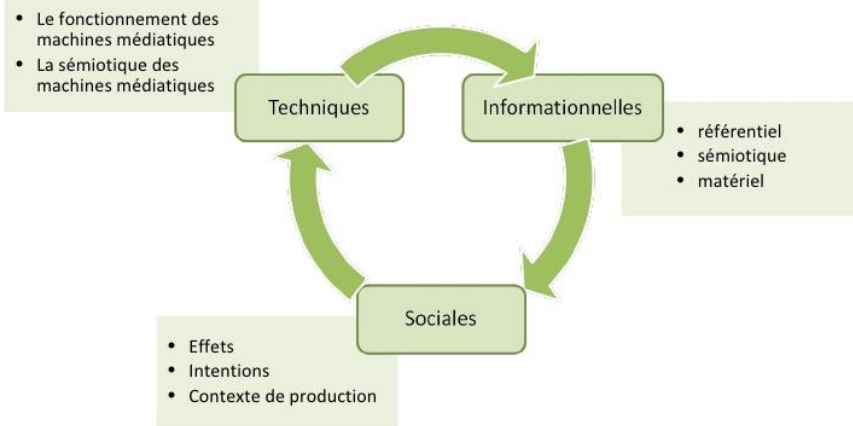 • Le fonctionnement des
machines médiatiques
• La sémiotique des
machines médiatiques
Techniques
Informationnelles
• référentiel
• sémiotique
• matériel
Sociales
• Effets
• Intentions
• Contexte de production